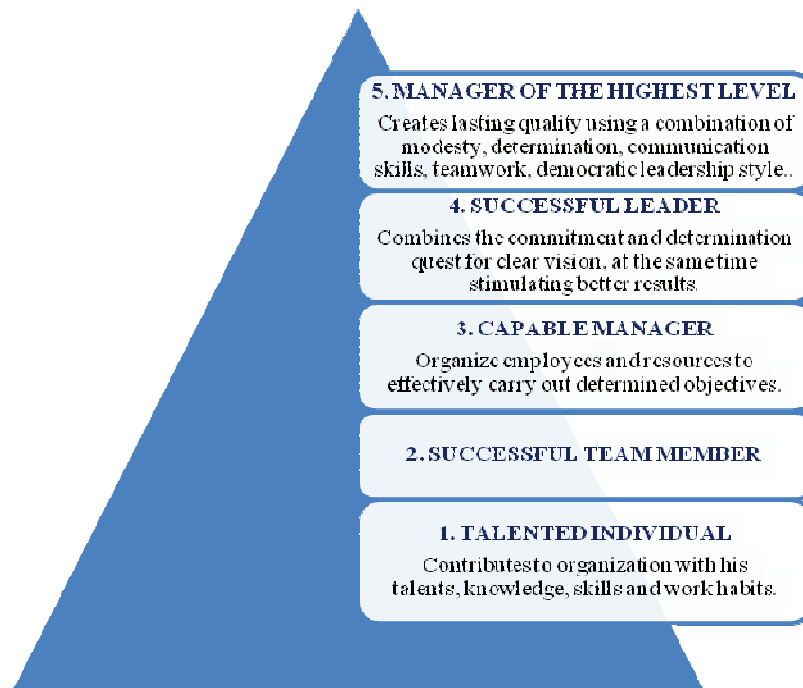 5. MANAGER OF THE HIGHEST LEVEL
Creates lasting quality using a combination of
modesty, determination, communication
skills, teamwork, democratic leadership style..
4. SUCCESSFUL LEADER
Combines the commitment and determination
quest for clear vision, at the same time
stimulating better results.
3. CAPABLE MANAGER
Organize employees and resources to
effectively carry out determined objectives.
2. SUCCESSFUL TEAM MEMBER
1. TALENTED INDIVIDUAL
Contributes to organization with his
talents, knowledge, skills and work habits.